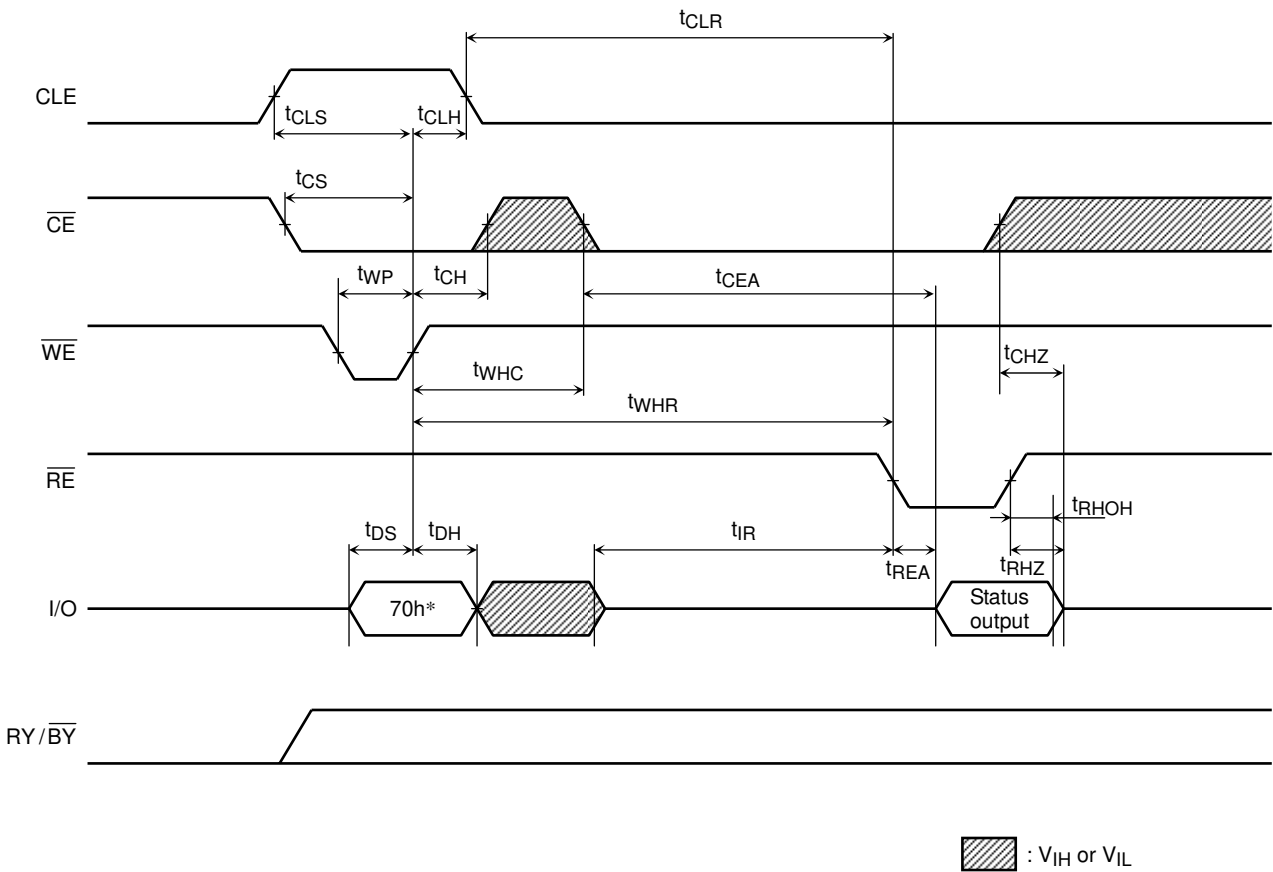 tCLR
CLE
tCLS
tCLH
tCS
CE
tWP
tCH
tCEA
WE
tCHZ
tWHC
tWHR
RE
tRHOH
tDS
tDH
tIR
tREA
tRHZ
I/O
70h*
Status
output
RY/BY
: VIH or VIL